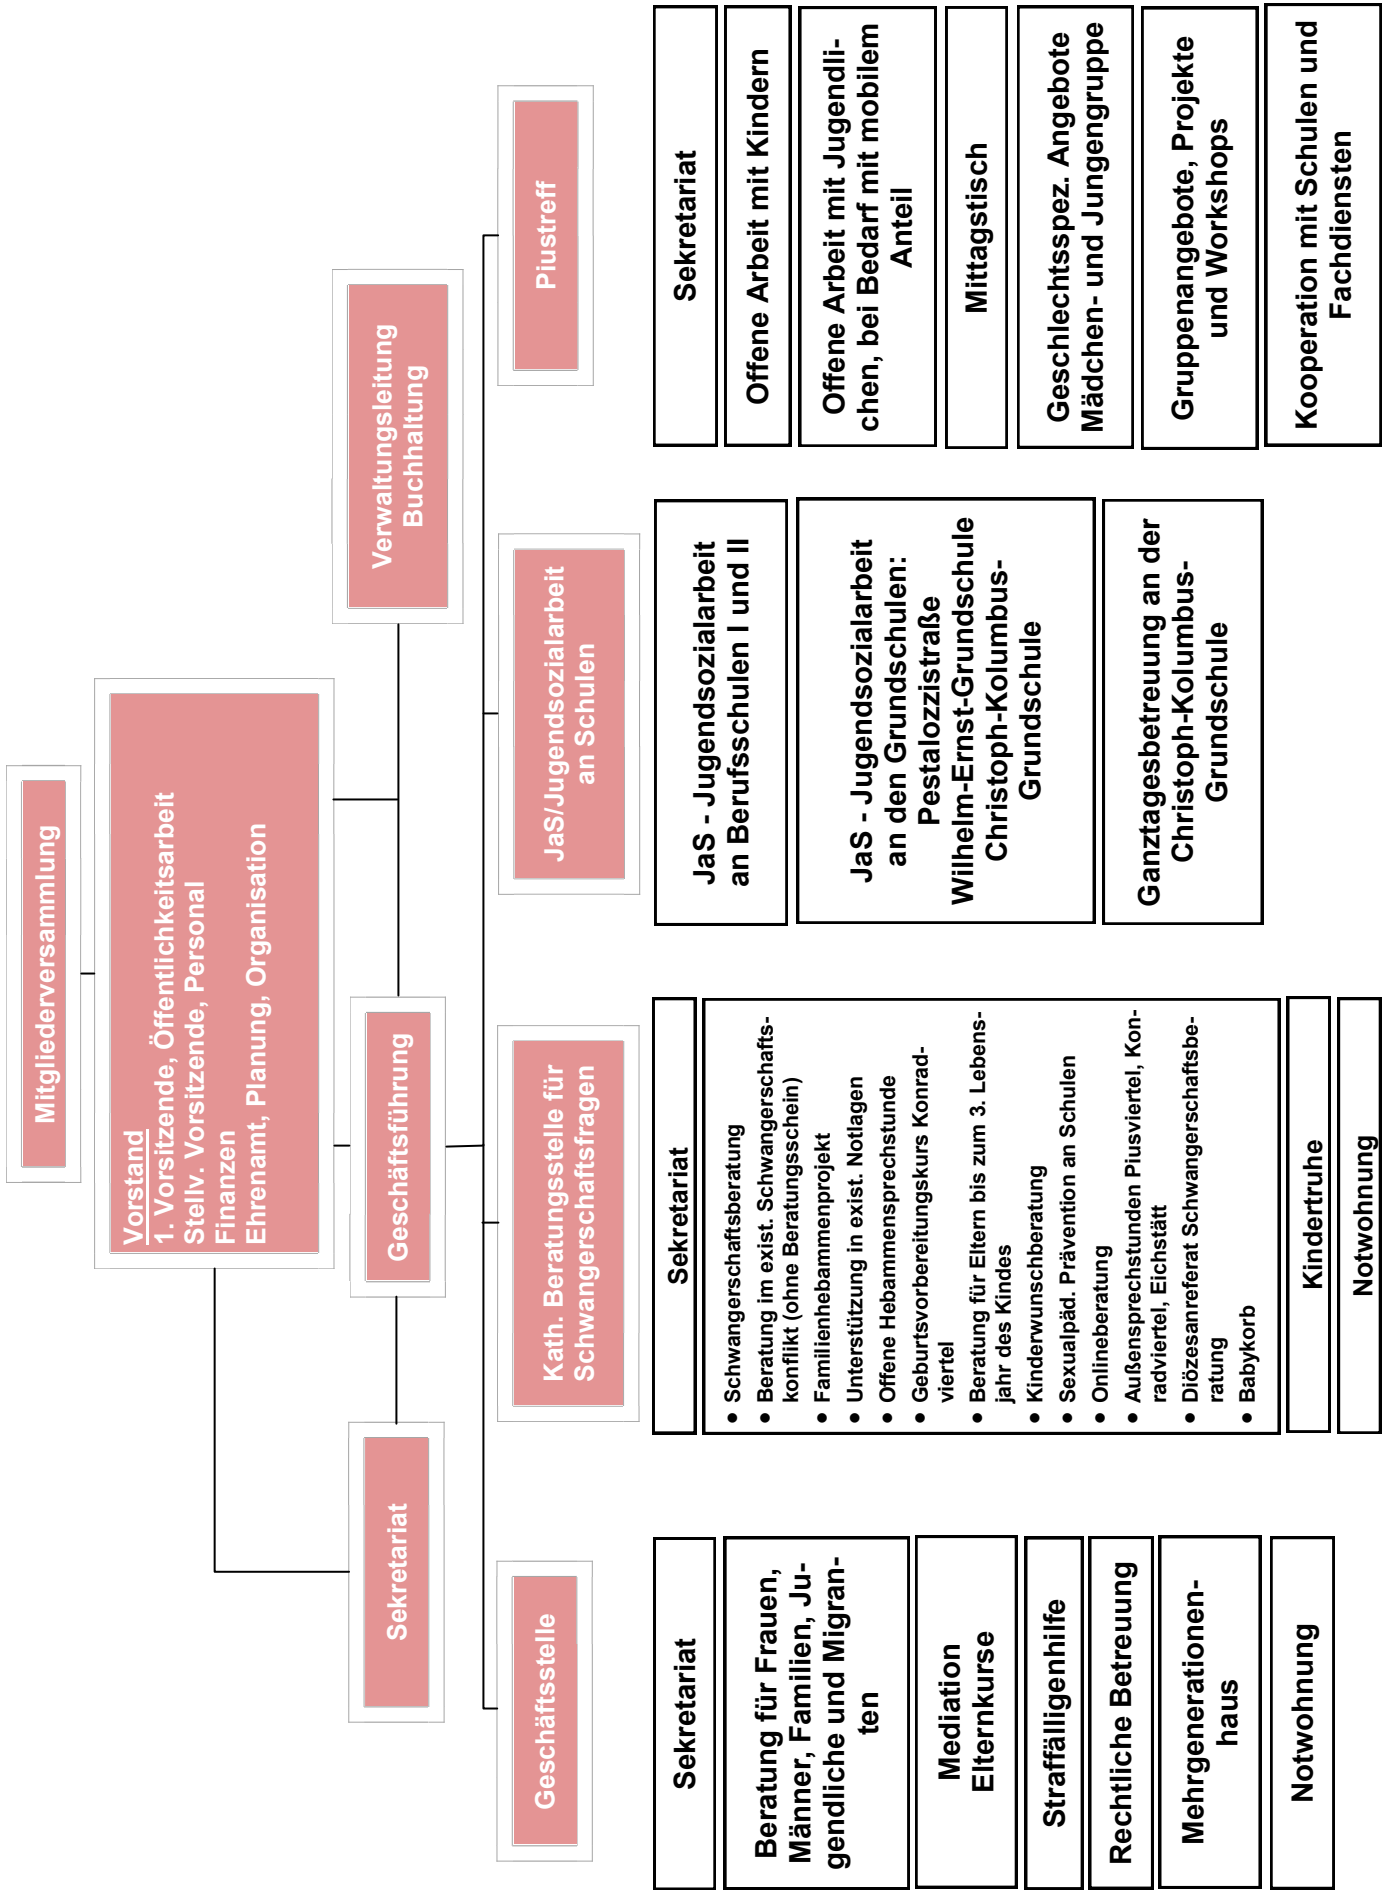 Mitgliederversammlung
Vorstand
1. Vorsitzende, Öffentlichkeitsarbeit
Stellv. Vorsitzende, Personal
Finanzen
Ehrenamt, Planung, Organisation
Sekretariat
Geschäftsführung
Verwaltungsleitung
Buchhaltung
Geschäftsstelle
Kath. Beratungsstelle für
Schwangerschaftsfragen
JaS/Jugendsozialarbeit
an Schulen
Piustreff
Sekretariat
Beratung für Frauen,
Männer, Familien, Ju-
gendliche und Migran-
ten
Mediation
Elternkurse
Straffälligenhilfe
Rechtliche Betreuung
Mehrgenerationen-
haus
Notwohnung
Sekretariat
● Schwangerschaftsberatung
● Beratung im exist. Schwangerschafts-
konflikt (ohne Beratungsschein)
● Familienhebammenprojekt
● Unterstützung in exist. Notlagen
● Offene Hebammensprechstunde
● Geburtsvorbereitungskurs Konrad-
viertel
● Beratung für Eltern bis zum 3. Lebens-
jahr des Kindes
● Kinderwunschberatung
● Sexualpäd. Prävention an Schulen
● Onlineberatung
● Außensprechstunden Piusviertel, Kon-
radviertel, Eichstätt
● Diözesanreferat Schwangerschaftsbe-
ratung
● Babykorb
Kindertruhe
Notwohnung
JaS - Jugendsozialarbeit
an Berufsschulen I und II
JaS - Jugendsozialarbeit
an den Grundschulen:
Pestalozzistraße
Wilhelm-Ernst-Grundschule
Christoph-Kolumbus-
Grundschule
Ganztagesbetreuung an der
Christoph-Kolumbus-
Grundschule
Sekretariat
Offene Arbeit mit Kindern
Offene Arbeit mit Jugendli-
chen, bei Bedarf mit mobilem
Anteil
Mittagstisch
Geschlechtsspez. Angebote
Mädchen- und Jungengruppe
Gruppenangebote, Projekte
und Workshops
Kooperation mit Schulen und
Fachdiensten